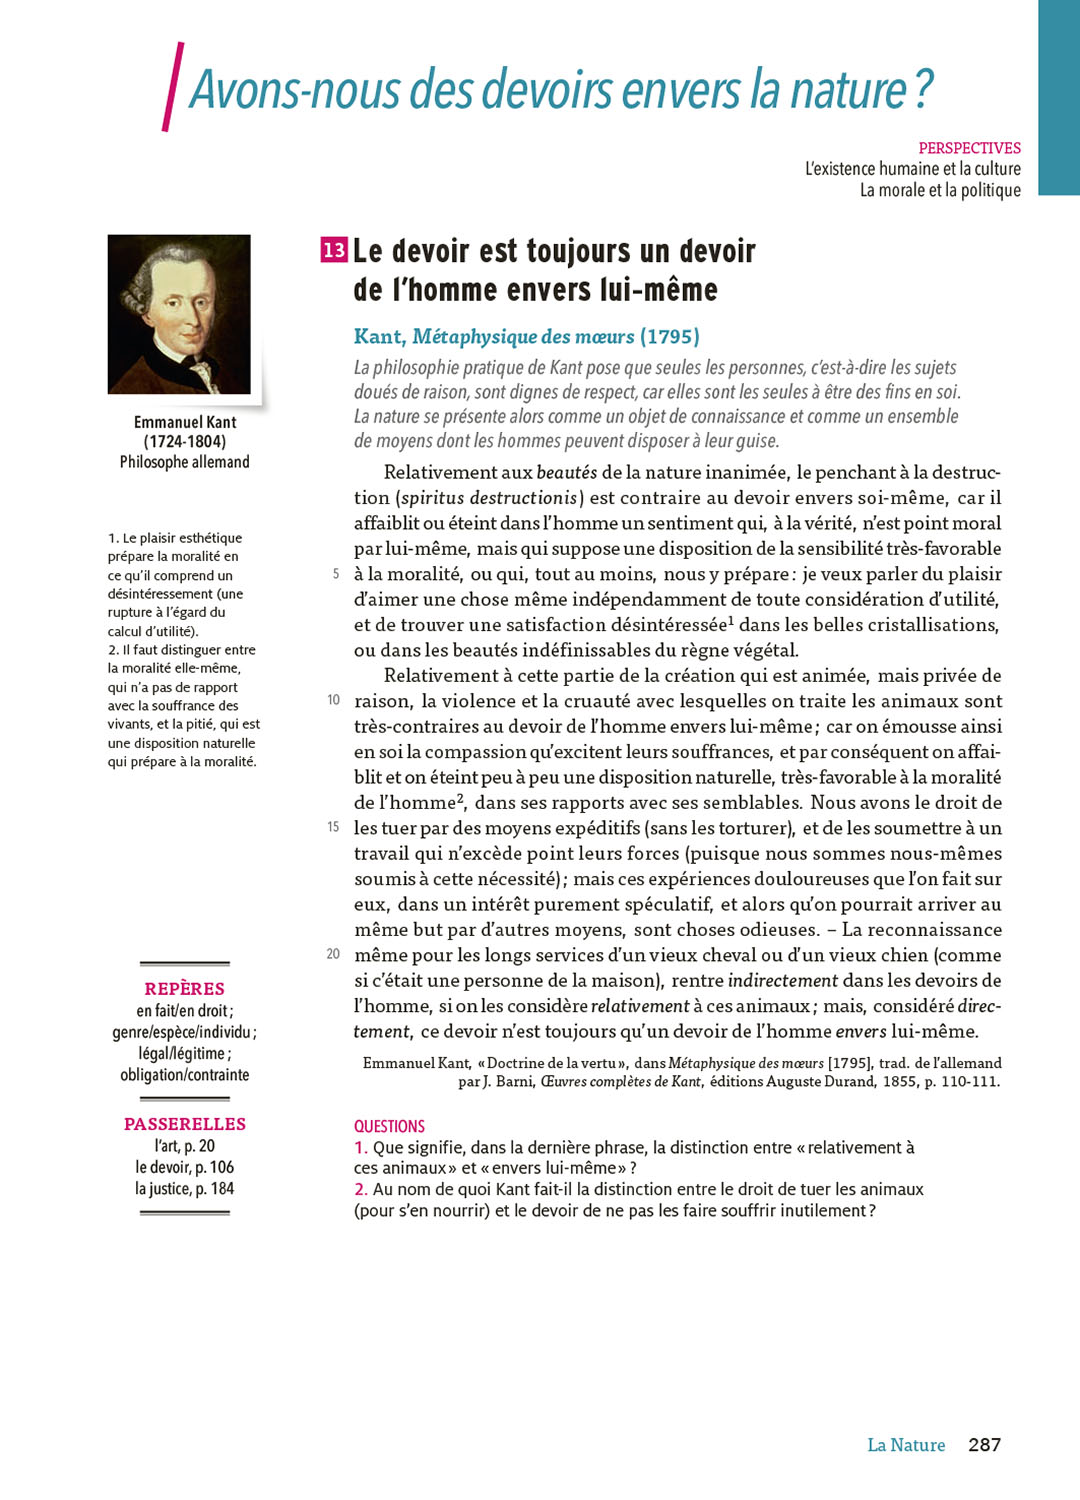 Avons-nous des devoirs envers la nature ?
PERSPECTIVES
L'existence humaine et la culture
La morale et la politique
Emmanuel Kant
(1724-1804)
Philosophe allemand
1. Le plaisir esthétique
prépare la moralité en
ce qu'il comprend un
désintéressement (une
rupture à l'égard du
calcul d'utilité).
2. Il faut distinguer entre
la moralité elle-même,
qui n'a pas de rapport
avec la souffrance des
vivants, et la pitié, qui est
une disposition naturelle
qui prépare à la moralité.
REPÈRES
en fait/en droit ;
genre/espèce/individu ;
légal/légitime ;
obligation/contrainte
PASSERELLES
l'art, p. 20
le devoir, p. 106
la justice, p. 184
13 Le devoir est toujours un devoir
de l'homme envers lui-même
Kant, Métaphysique des mœurs (1795)
La philosophie pratique de Kant pose que seules les personnes, c'est-à-dire les sujets
doués de raison, sont dignes de respect, car elles sont les seules à être des fins en soi.
La nature se présente alors comme un objet de connaissance et comme un ensemble
de moyens dont les hommes peuvent disposer à leur guise.
Relativement aux beautés de la nature inanimée, le penchant à la destruc-
tion (spiritus destructionis) est contraire au devoir envers soi-même, car il
affaiblit ou éteint dans l'homme un sentiment qui, à la vérité, n'est point moral
par lui-même, mais qui suppose une disposition de la sensibilité très-favorable
5 à la moralité, ou qui, tout au moins, nous y prépare : je veux parler du plaisir
d'aimer une chose même indépendamment de toute considération d'utilité,
et de trouver une satisfaction désintéressée1 dans les belles cristallisations,
ou dans les beautés indéfinissables du règne végétal.
Relativement à cette partie de la création qui est animée, mais privée de
10 raison, la violence et la cruauté avec lesquelles on traite les animaux sont
très-contraires au devoir de l'homme envers lui-même ; car on émousse ainsi
en soi la compassion qu'excitent leurs souffrances, et par conséquent on affai-
blit et on éteint peu à peu une disposition naturelle, très-favorable à la moralité
de l'homme2, dans ses rapports avec ses semblables. Nous avons le droit de
15 les tuer par des moyens expéditifs (sans les torturer), et de les soumettre à un
travail qui n'excède point leurs forces (puisque nous sommes nous-mêmes
soumis à cette nécessité) ; mais ces expériences douloureuses que l'on fait sur
eux, dans un intérêt purement spéculatif, et alors qu'on pourrait arriver au
même but par d'autres moyens, sont choses odieuses. – La reconnaissance
20 même pour les longs services d'un vieux cheval ou d'un vieux chien (comme
si c'était une personne de la maison), rentre indirectement dans les devoirs de
l'homme, si on les considère relativement à ces animaux ; mais, considéré direc-
tement, ce devoir n'est toujours qu'un devoir de l'homme envers lui-même.
Emmanuel Kant, « Doctrine de la vertu », dans Métaphysique des mœurs [1795], trad. de l'allemand
par J. Barni, Œuvres complètes de Kant, éditions Auguste Durand, 1855, p. 110-111.
QUESTIONS
1. Que signifie, dans la dernière phrase, la distinction entre « relativement à
ces animaux » et « envers lui-même » ?
2. Au nom de quoi Kant fait-il la distinction entre le droit de tuer les animaux
(pour s'en nourrir) et le devoir de ne pas les faire souffrir inutilement ?
La Nature 287